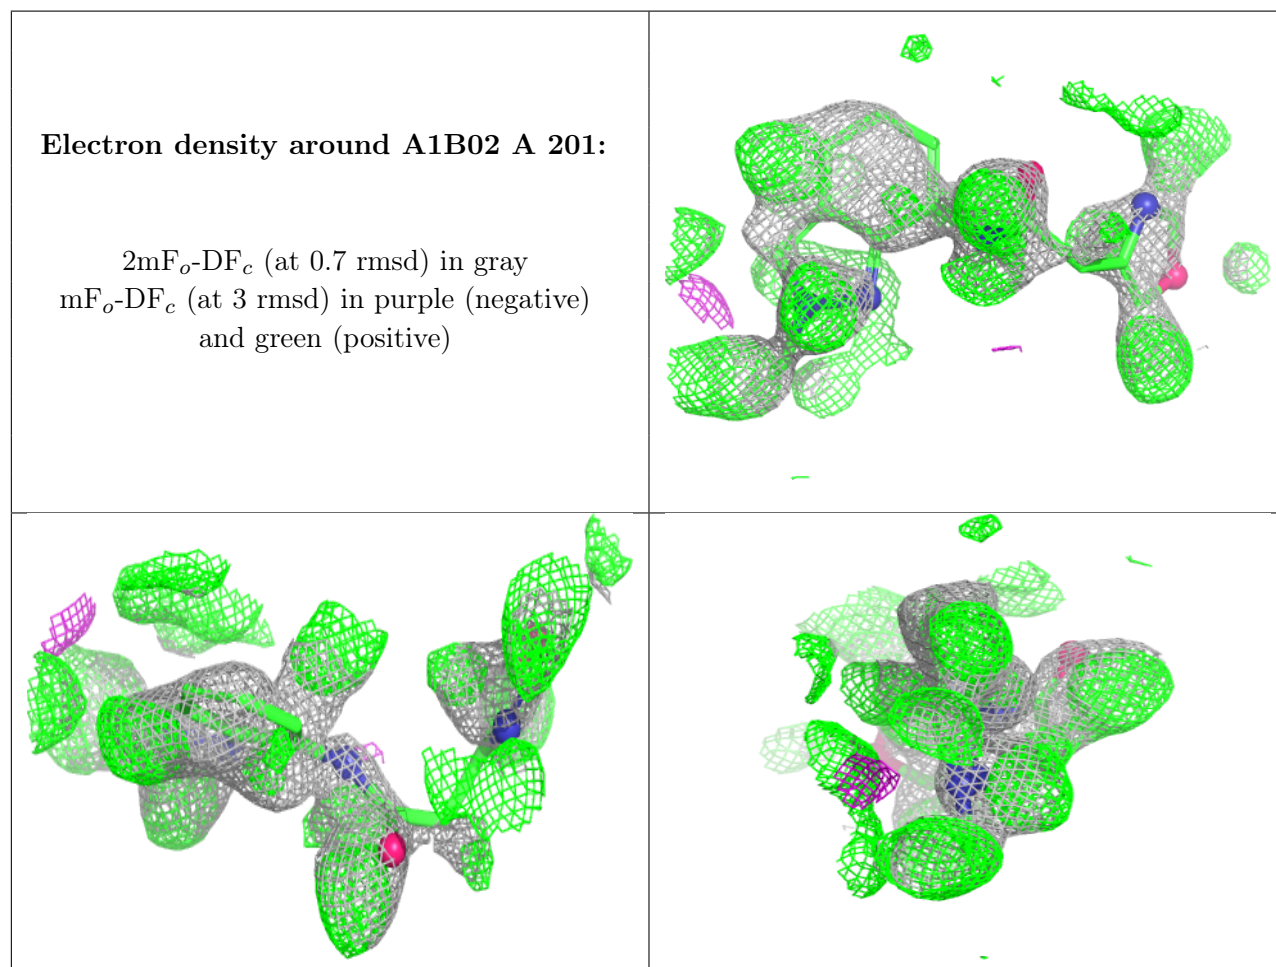 Electron density around A1B02 A 201:
2mFₒ-DF𝒸 (at 0.7 rmsd) in gray
mFₒ-DF𝒸 (at 3 rmsd) in purple (negative)
and green (positive)